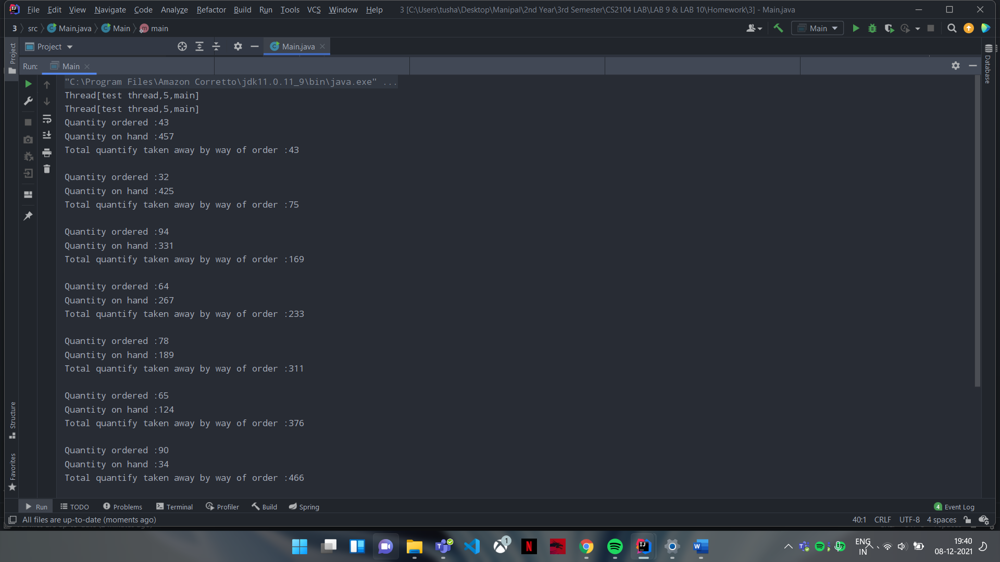 File Edit View Navigate Code Analyze Refactor Build Run Tools VCS Window Help 3 [C:\Users\tusha\Desktop\Manipal\2nd Year\3rd Semester\CS2104 LAB\LAB 9 & LAB 10\Homework\3] - Main.java
3 src Main.java Main main Main
Project Main.java
Project
Database
Run: Main
"C:\Program Files\Amazon Corretto\jdk11.0.11_9\bin\java.exe" ...
Thread[test thread,5,main]
Thread[test thread,5,main]
Quantity ordered :43
Quantity on hand :457
Total quantify taken away by way of order :43
Quantity ordered :32
Quantity on hand :425
Total quantify taken away by way of order :75
Quantity ordered :94
Quantity on hand :331
Total quantify taken away by way of order :169
Quantity ordered :64
Quantity on hand :267
Total quantify taken away by way of order :233
Quantity ordered :78
Quantity on hand :189
Total quantify taken away by way of order :311
Quantity ordered :65
Quantity on hand :124
Total quantify taken away by way of order :376
Quantity ordered :90
Quantity on hand :34
Total quantify taken away by way of order :466
Structure
Favorites
Run TODO Problems Terminal Profiler Build Spring 4 Event Log
All files are up-to-date (moments ago) 40:1 CRLF UTF-8 4 spaces
1
ENG
IN
19:40
08-12-2021